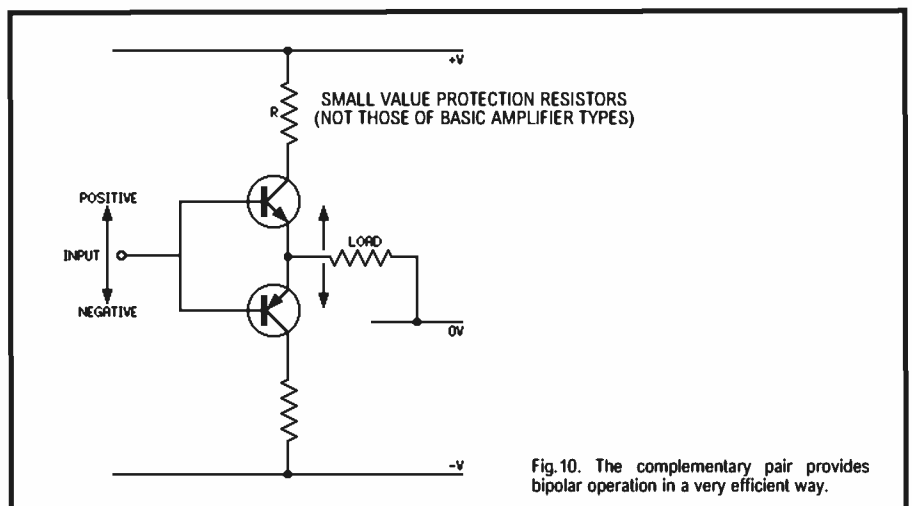 +V
R
SMALL VALUE PROTECTION RESISTORS
(NOT THOSE OF BASIC AMPLIFIER TYPES)
POSITIVE
INPUT
NEGATIVE
LOAD
0V
-V
Fig.10. The complementary pair provides
bipolar operation in a very efficient way.